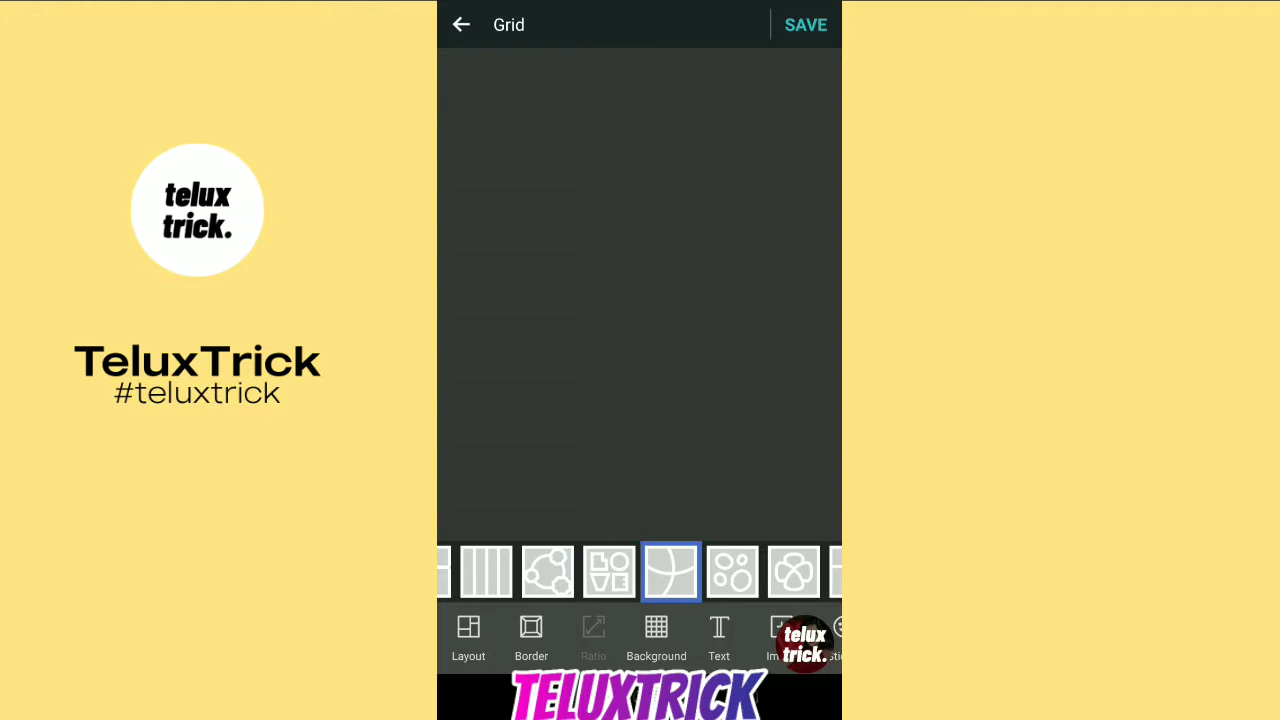 Grid
SAVE
telux
trick.
TeluxTrick
#teluxtrick
Layout
Border
Ratio
Background
Text
telux
trick.
TELUXTRICK